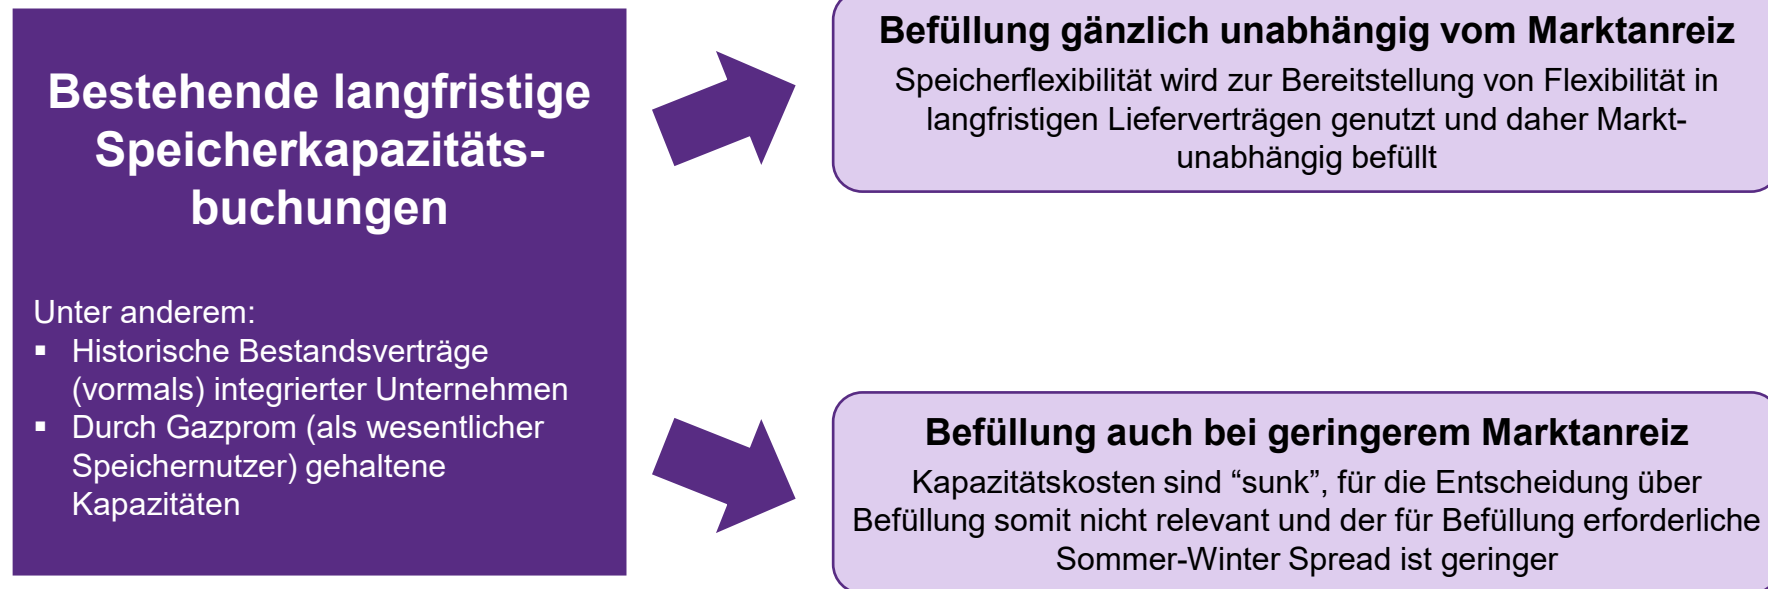 Bestehende langfristige
Speicherkapazitäts-
buchungen
Unter anderem:
▪ Historische Bestandsverträge
(vormals) integrierter Unternehmen
▪ Durch Gazprom (als wesentlicher
Speichernutzer) gehaltene
Kapazitäten
Befüllung gänzlich unabhängig vom Marktanreiz
Speicherflexibilität wird zur Bereitstellung von Flexibilität in
langfristigen Lieferverträgen genutzt und daher Markt-
unabhängig befüllt
Befüllung auch bei geringerem Marktanreiz
Kapazitätskosten sind “sunk”, für die Entscheidung über
Befüllung somit nicht relevant und der für Befüllung erforderliche
Sommer-Winter Spread ist geringer